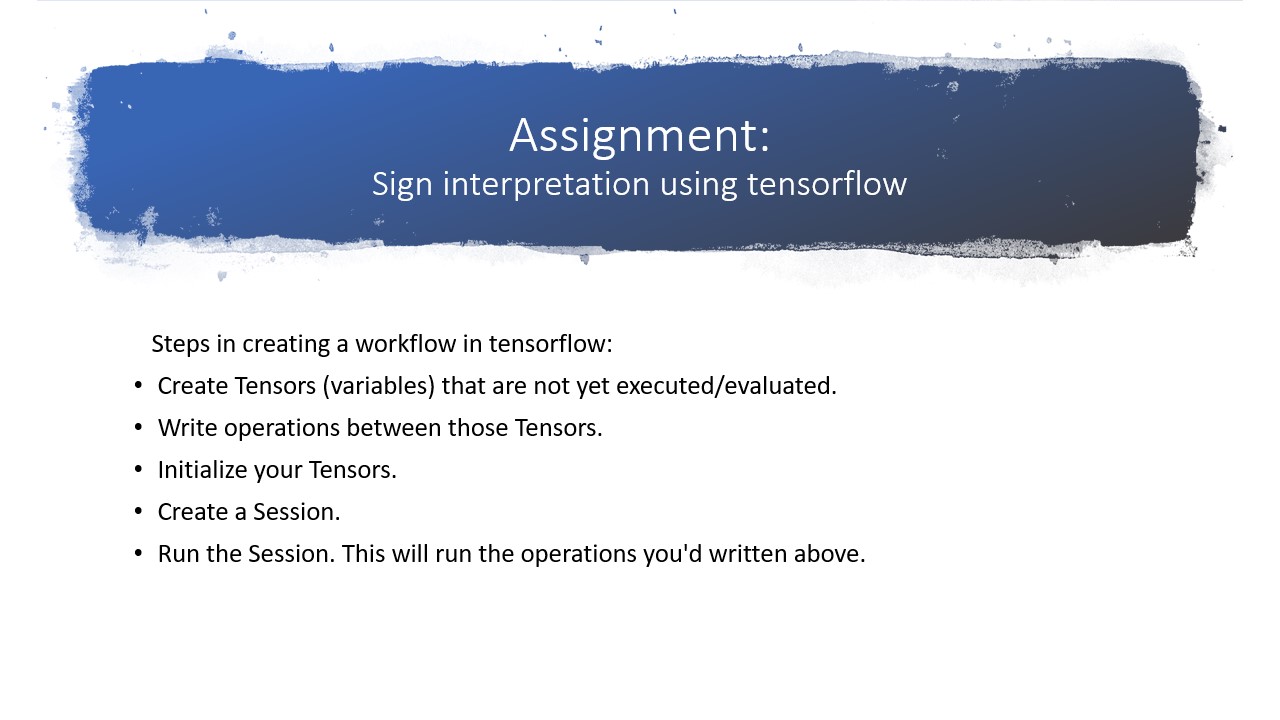 Assignment:
Sign interpretation using tensorflow
Steps in creating a workflow in tensorflow:
• Create Tensors (variables) that are not yet executed/evaluated.
• Write operations between those Tensors.
• Initialize your Tensors.
• Create a Session.
• Run the Session. This will run the operations you'd written above.